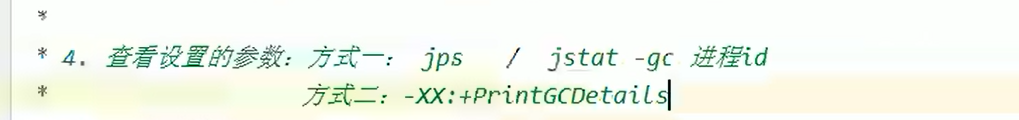 *
* 4. 查看设置的参数：方式一： jps / jstat -gc 进程id
* 方式二：-XX:+PrintGCDetails